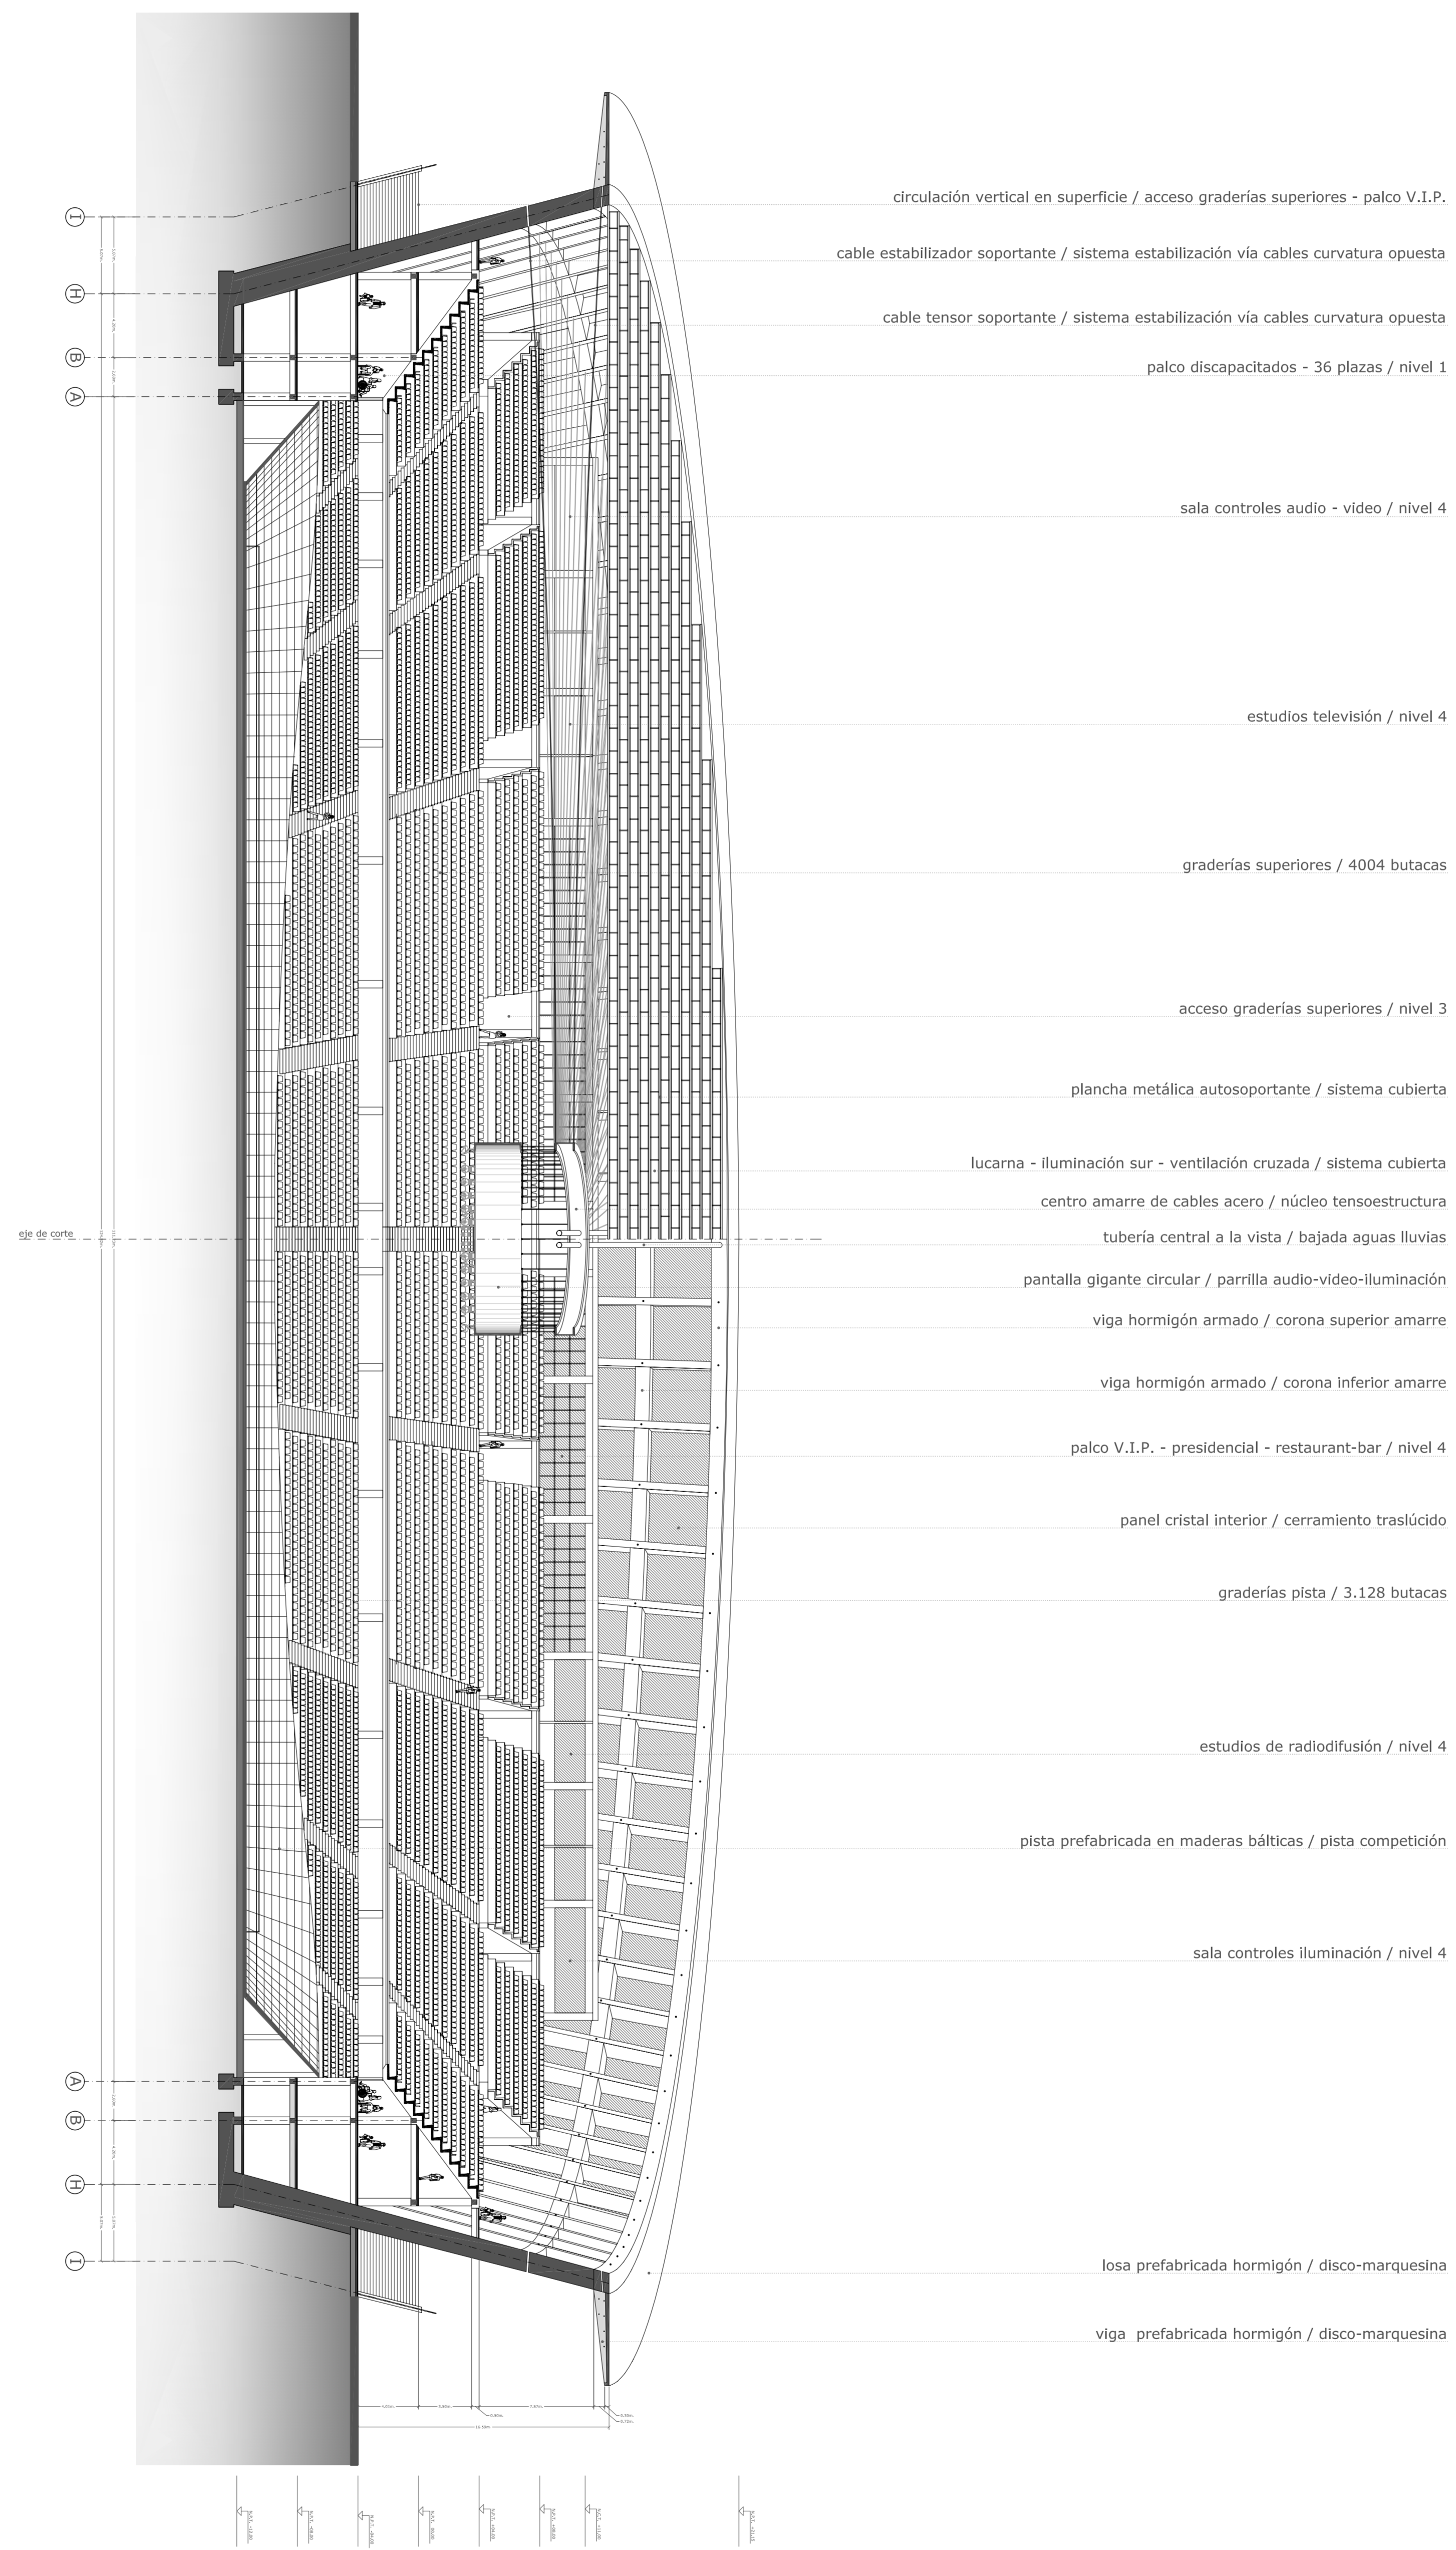 circulación vertical en superficie / acceso graderías superiores - palco V.I.P.
cable estabilizador soportante / sistema estabilización vía cables curvatura opuesta
cable tensor soportante / sistema estabilización vía cables curvatura opuesta
palco discapacitados - 36 plazas / nivel 1
sala controles audio - video / nivel 4
estudios televisión / nivel 4
graderías superiores / 4004 butacas
acceso graderías superiores / nivel 3
plancha metálica autosoportante / sistema cubierta
lucarna - iluminación sur - ventilación cruzada / sistema cubierta
centro amarre de cables acero / núcleo tensoestructura
tubería central a la vista / bajada aguas lluvias
pantalla gigante circular / parrilla audio-video-iluminación
viga hormigón armado / corona superior amarre
viga hormigón armado / corona inferior amarre
palco V.I.P. - presidencial - restaurant-bar / nivel 4
panel cristal interior / cerramiento traslúcido
graderías pista / 3.128 butacas
estudios de radiodifusión / nivel 4
pista prefabricada en maderas bálticas / pista competición
sala controles iluminación / nivel 4
losa prefabricada hormigón / disco-marquesina
viga prefabricada hormigón / disco-marquesina
eje de corte
I
H
B
A
A
B
H
I